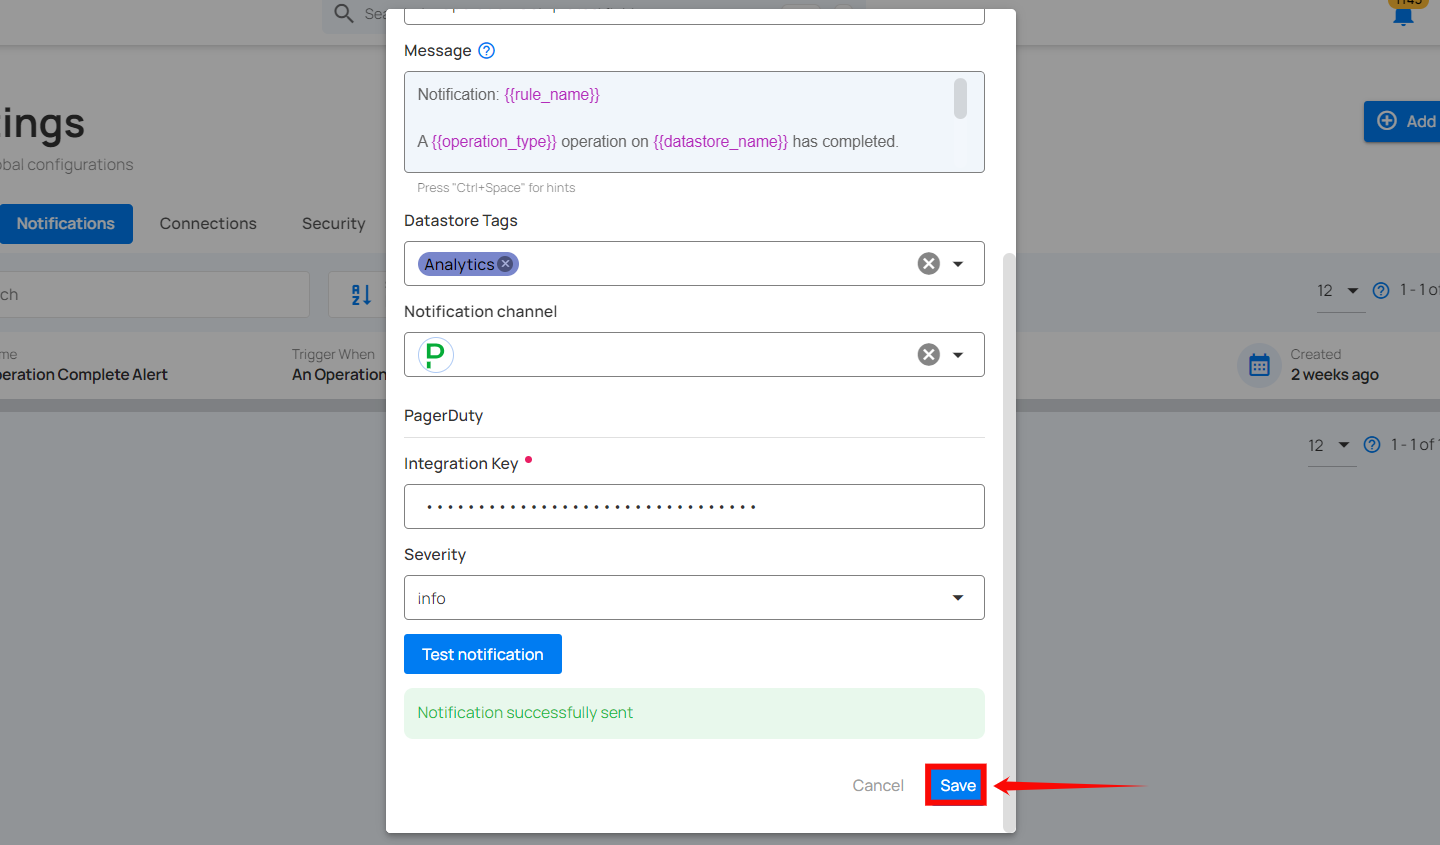 1145
Message
Notification: {{rule_name}}
A {{operation_type}} operation on {{datastore_name}} has completed.
Press "Ctrl+Space" for hints
ings
Add
bal configurations
Notifications
Connections
Security
Datastore Tags
Analytics
ch
A
Z
12
1 - 1 of
Notification channel
P
me
eration Complete Alert
Trigger When
An Operation
Created
2 weeks ago
PagerDuty
12
1 - 1 of
Integration Key
••••••••••••••••••••••••••••••••
Severity
info
Test notification
Notification successfully sent
Cancel
Save